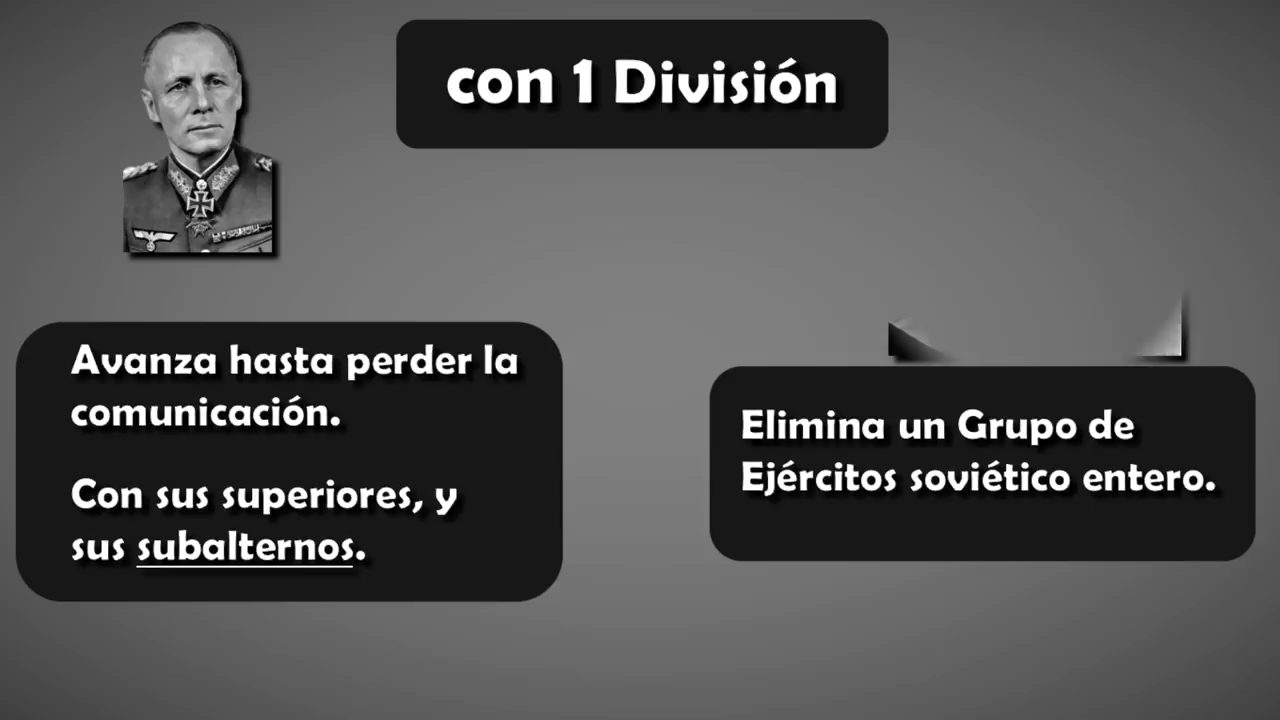 con 1 División
Avanza hasta perder la
comunicación.
Con sus superiores, y
sus subalternos.
Elimina un Grupo de
Ejércitos soviético entero.